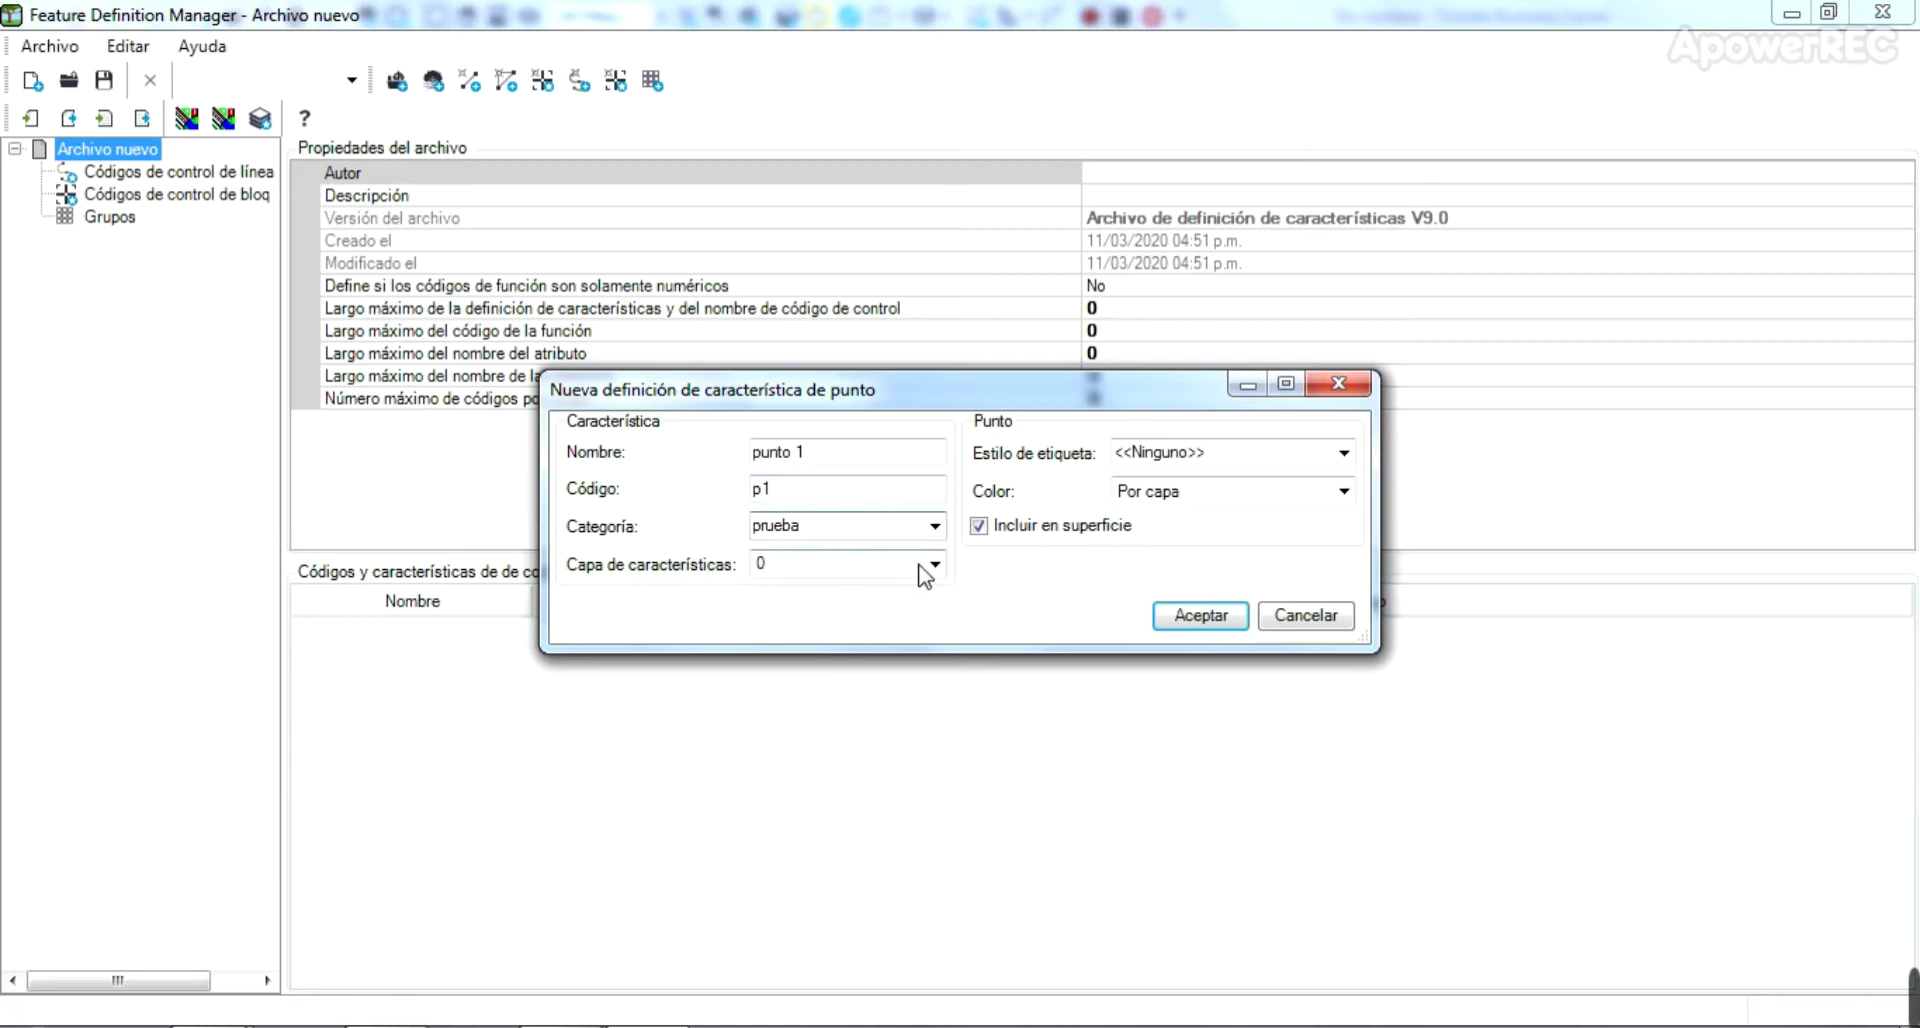 Feature Definition Manager - Archivo nuevo
ApowerREC
Archivo Editar Ayuda
?
Archivo nuevo
Códigos de control de línea
Códigos de control de bloq
Grupos
Propiedades del archivo
Autor
Descripción
Versión del archivo Archivo de definición de características V9.0
Creado el 11/03/2020 04:51 p.m.
Modificado el 11/03/2020 04:51 p.m.
Define si los códigos de función son solamente numéricos No
Largo máximo de la definición de características y del nombre de código de control 0
Largo máximo del código de la función 0
Largo máximo del nombre del atributo 0
Largo máximo del nombre de la
Número máximo de códigos po
Nueva definición de característica de punto
Característica
Nombre: punto 1
Código: p1
Categoría: prueba
Capa de características: 0
Punto
Estilo de etiqueta: <<Ninguno>>
Color: Por capa
Incluir en superficie
Aceptar Cancelar
Códigos y características de de co
Nombre